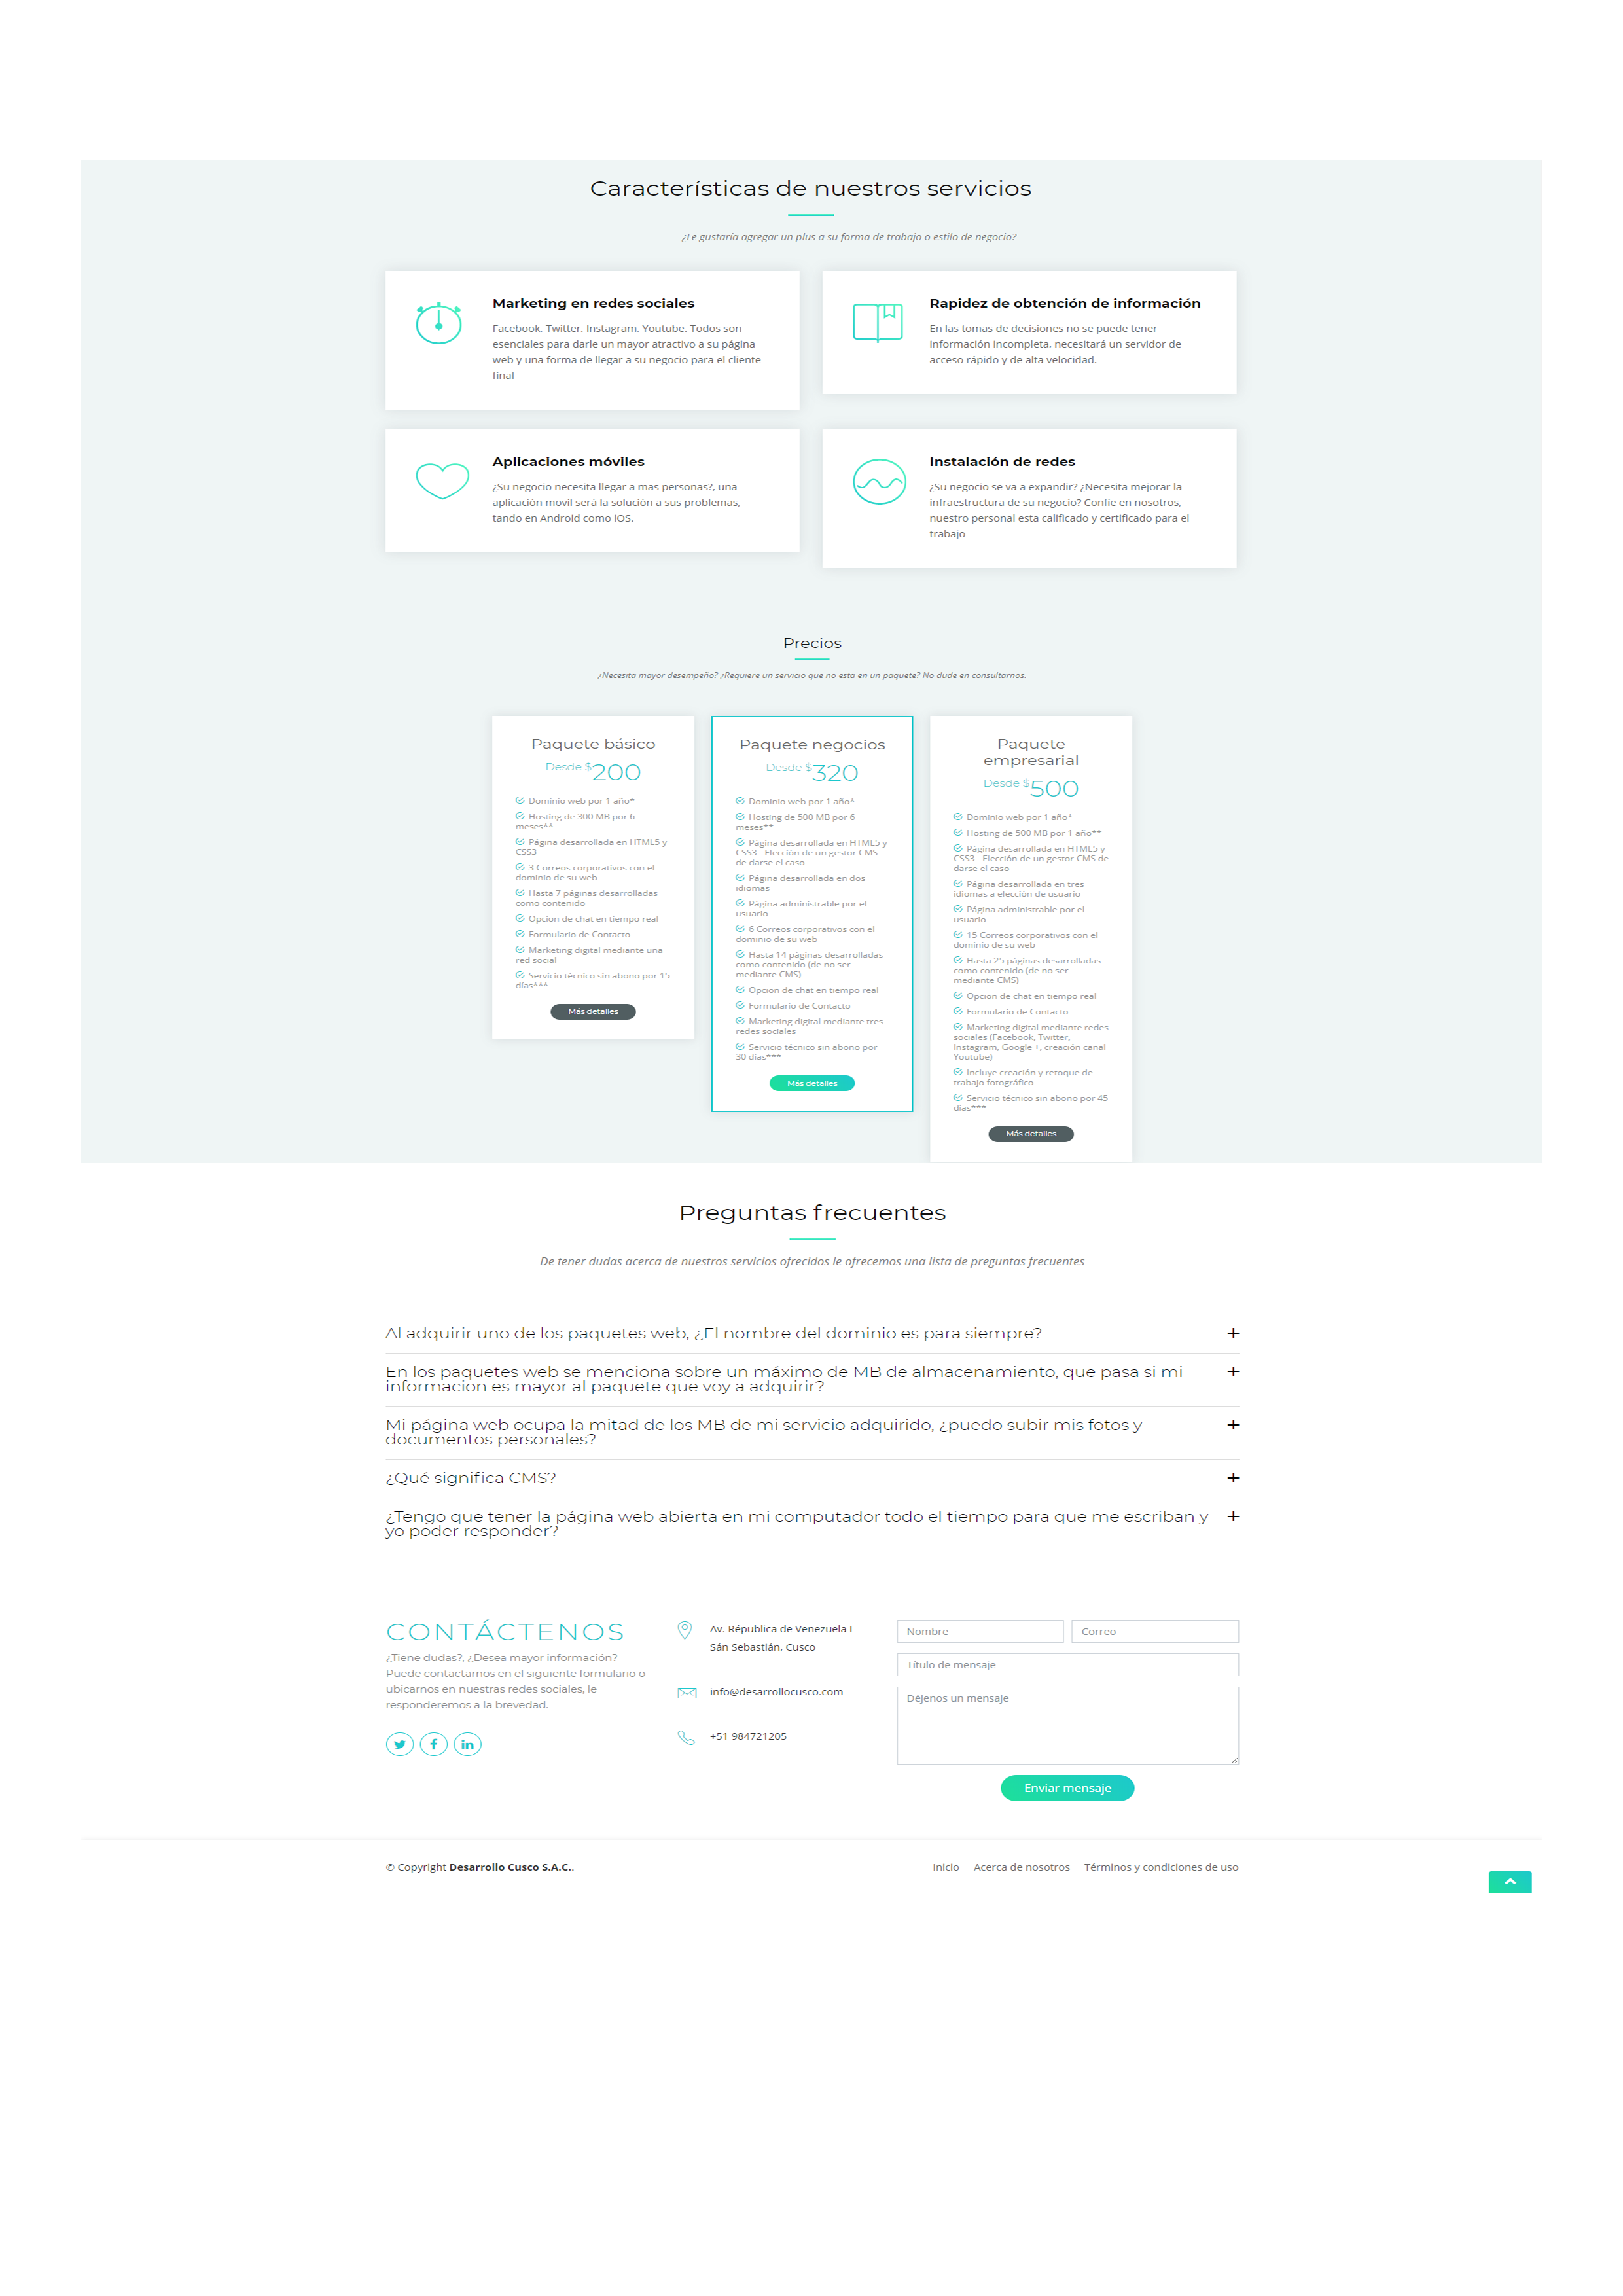 Características de nuestros servicios
¿Le gustaría agregar un plus a su forma de trabajo o estilo de negocio?
Marketing en redes sociales
Facebook, Twitter, Instagram, Youtube. Todos son
esenciales para darle un mayor atractivo a su página
web y una forma de llegar a su negocio para el cliente
final
Rapidez de obtención de información
En las tomas de decisiones no se puede tener
información incompleta, necesitará un servidor de
acceso rápido y de alta velocidad.
Aplicaciones móviles
¿Su negocio necesita llegar a mas personas?, una
aplicación movil será la solución a sus problemas,
tando en Android como iOS.
Instalación de redes
¿Su negocio se va a expandir? ¿Necesita mejorar la
infraestructura de su negocio? Confíe en nosotros,
nuestro personal esta calificado y certificado para el
trabajo
Precios
¿Necesita mayor desempeño? ¿Requiere un servicio que no esta en un paquete? No dude en consultarnos.
Paquete básico
Desde $200
Dominio web por 1 año*
Hosting de 300 MB por 6
meses**
Página desarrollada en HTML5 y
CSS3
3 Correos corporativos con el
dominio de su web
Hasta 7 páginas desarrolladas
como contenido
Opcion de chat en tiempo real
Formulario de Contacto
Marketing digital mediante una
red social
Servicio técnico sin abono por 15
días***
Más detalles
Paquete negocios
Desde $320
Dominio web por 1 año*
Hosting de 500 MB por 6
meses**
Página desarrollada en HTML5 y
CSS3 - Elección de un gestor CMS
de darse el caso
Página desarrollada en dos
idiomas
Página administrable por el
usuario
6 Correos corporativos con el
dominio de su web
Hasta 14 páginas desarrolladas
como contenido (de no ser
mediante CMS)
Opcion de chat en tiempo real
Formulario de Contacto
Marketing digital mediante tres
redes sociales
Servicio técnico sin abono por
30 días***
Más detalles
Paquete
empresarial
Desde $500
Dominio web por 1 año*
Hosting de 500 MB por 1 año**
Página desarrollada en HTML5 y
CSS3 - Elección de un gestor CMS de
darse el caso
Página desarrollada en tres
idiomas a elección de usuario
Página administrable por el
usuario
15 Correos corporativos con el
dominio de su web
Hasta 25 páginas desarrolladas
como contenido (de no ser
mediante CMS)
Opcion de chat en tiempo real
Formulario de Contacto
Marketing digital mediante redes
sociales (Facebook, Twitter,
Instagram, Google +, creación canal
Youtube)
Incluye creación y retoque de
trabajo fotográfico
Servicio técnico sin abono por 45
días***
Más detalles
Preguntas frecuentes
De tener dudas acerca de nuestros servicios ofrecidos le ofrecemos una lista de preguntas frecuentes
Al adquirir uno de los paquetes web, ¿El nombre del dominio es para siempre?
En los paquetes web se menciona sobre un máximo de MB de almacenamiento, que pasa si mi
informacion es mayor al paquete que voy a adquirir?
Mi página web ocupa la mitad de los MB de mi servicio adquirido, ¿puedo subir mis fotos y
documentos personales?
¿Qué significa CMS?
¿Tengo que tener la página web abierta en mi computador todo el tiempo para que me escriban y
yo poder responder?
CONTÁCTENOS
¿Tiene dudas?, ¿Desea mayor información?
Puede contactarnos en el siguiente formulario o
ubicarnos en nuestras redes sociales, le
responderemos a la brevedad.
Av. Républica de Venezuela L-
Sán Sebastián, Cusco
info@desarrollocusco.com
+51 984721205
Nombre
Correo
Título de mensaje
Déjenos un mensaje
Enviar mensaje
© Copyright Desarrollo Cusco S.A.C..
Inicio Acerca de nosotros Términos y condiciones de uso